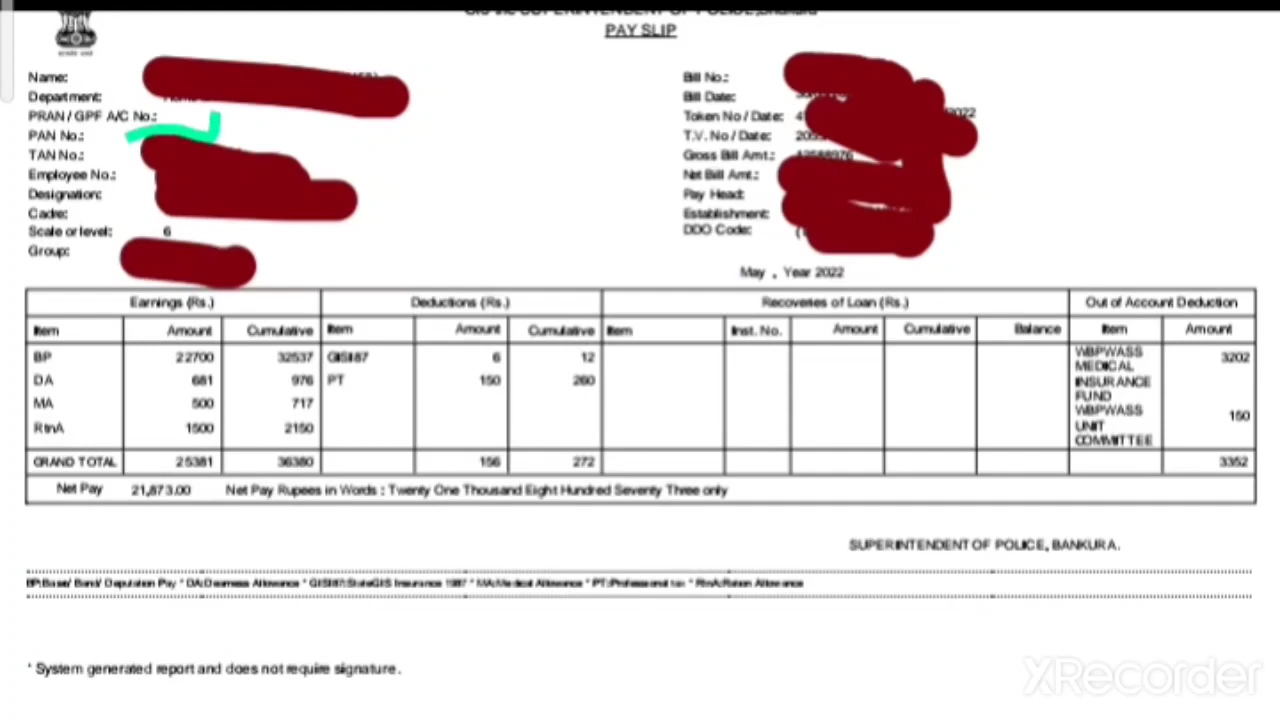 PAY SLIP
Name:
Department:
PRAN / GPF A/C No.:
PAN No.:
TAN No.:
Employee No.:
Designation:
Cadre:
Scale or level: 6
Group:
Bill No.:
Bill Date:
Token No / Date: 4 2022
T.V. No / Date: 20
Gross Bill Amt.:
Net Bill Amt.:
Pay Head:
Establishment:
DDO Code: (
May , Year 2022
Earnings (Rs.) Deductions (Rs.) Recoveries of Loan (Rs.) Out of Account Deduction
Item Amount Cumulative Item Amount Cumulative Item Inst. No. Amount Cumulative Balance Item Amount
BP 22700 32537 GISI87 6 12 WBPWASS MEDICAL INSURANCE FUND 3202
DA 681 976 PT 150 260
MA 500 717
RtnA 1500 2150 WBPWASS UNIT COMMITTEE 150
GRAND TOTAL 25381 36380 156 272 3352
Net Pay 21,873.00 Net Pay Rupees in Words : Twenty One Thousand Eight Hundred Seventy Three only
SUPERINTENDENT OF POLICE, BANKURA.
BP:Basic/ Band/ Deputation Pay * DA:Dearness Allowance * GISI87:StateGIS Insurance 1987 * MA:Medical Allowance * PT:Professional tax * RtnA:Ration Allowance
* System generated report and does not require signature.
XRecorder